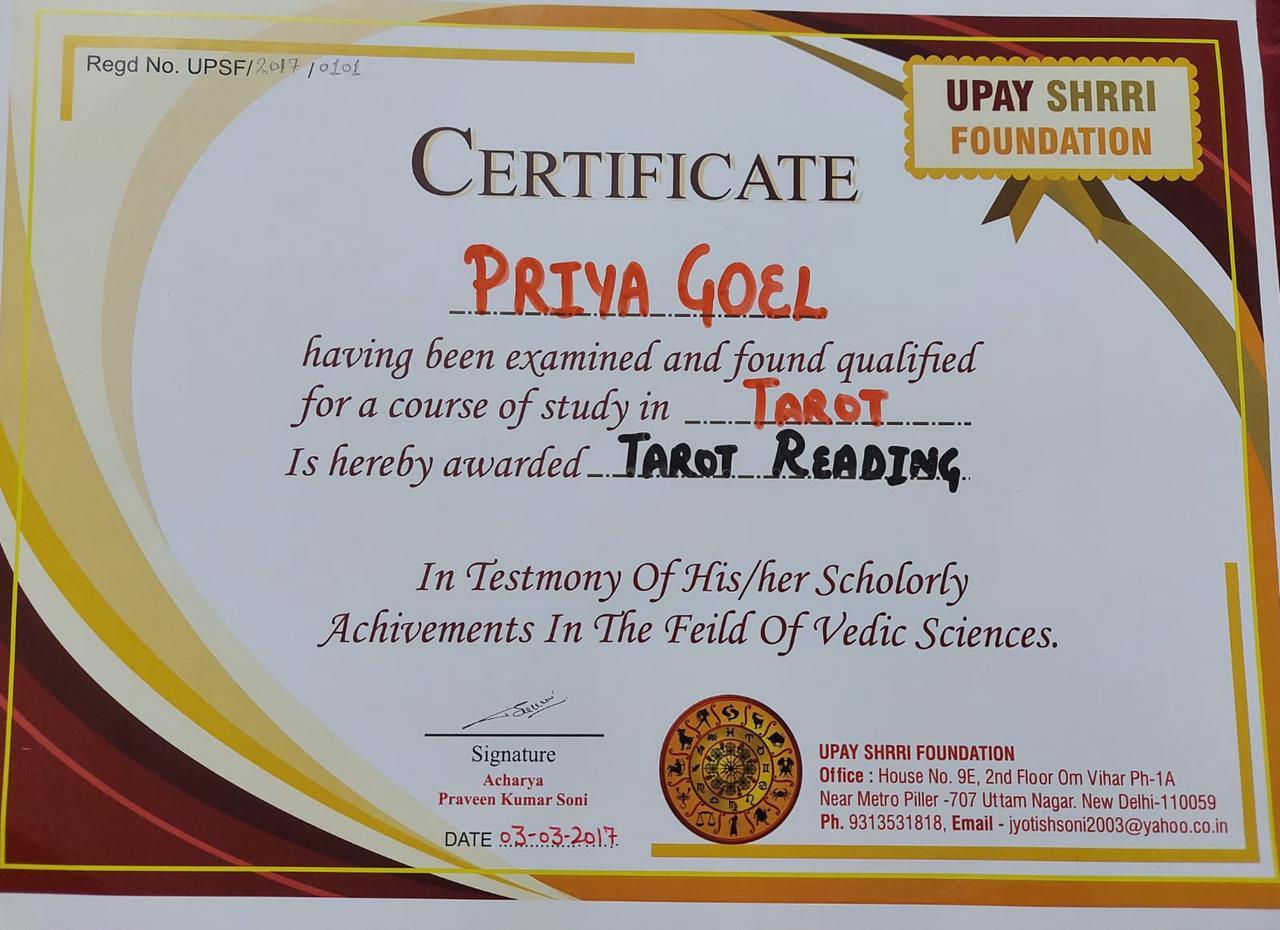 Regd No. UPSF/2017/0101
UPAY SHRRI
FOUNDATION
CERTIFICATE
PRIYA GOEL
having been examined and found qualified
for a course of study in TAROT
Is hereby awarded TAROT READING
In Testmony Of His/her Scholorly
Achivements In The Feild Of Vedic Sciences.
Signature
Acharya
Praveen Kumar Soni
DATE 03-03-2017
UPAY SHRRI FOUNDATION
Office : House No. 9E, 2nd Floor Om Vihar Ph-1A
Near Metro Piller -707 Uttam Nagar. New Delhi-110059
Ph. 9313531818, Email - jyotishsoni2003@yahoo.co.in